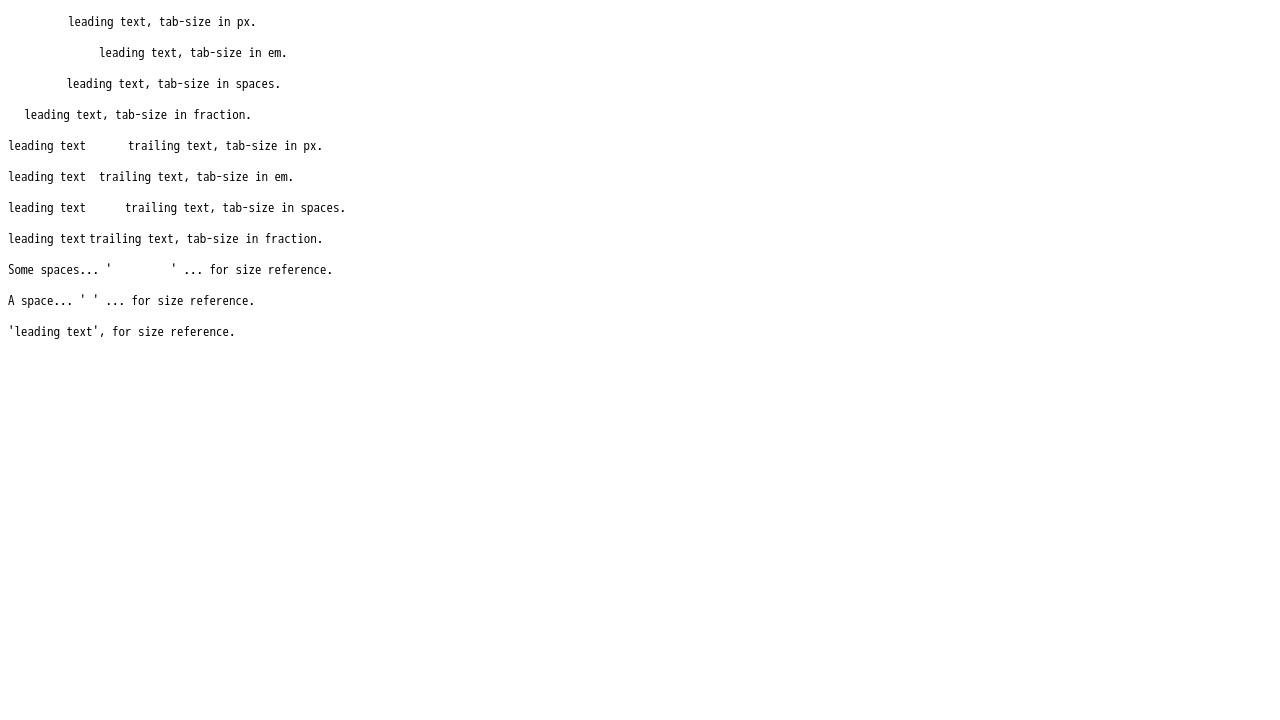 leading text, tab-size in px.
leading text, tab-size in em.
leading text, tab-size in spaces.
leading text, tab-size in fraction.
leading text      trailing text, tab-size in px.
leading text  trailing text, tab-size in em.
leading text      trailing text, tab-size in spaces.
leading text trailing text, tab-size in fraction.
Some spaces... '         ' ... for size reference.
A space... ' ' ... for size reference.
'leading text', for size reference.